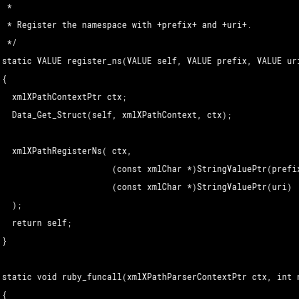 *
* Register the namespace with +prefix+ and +uri+.
*/
static VALUE register_ns(VALUE self, VALUE prefix, VALUE uri
{
xmlXPathContextPtr ctx;
Data_Get_Struct(self, xmlXPathContext, ctx);
xmlXPathRegisterNs( ctx,
(const xmlChar *)StringValuePtr(prefix
(const xmlChar *)StringValuePtr(uri)
);
return self;
}
static void ruby_funcall(xmlXPathParserContextPtr ctx, int n
{